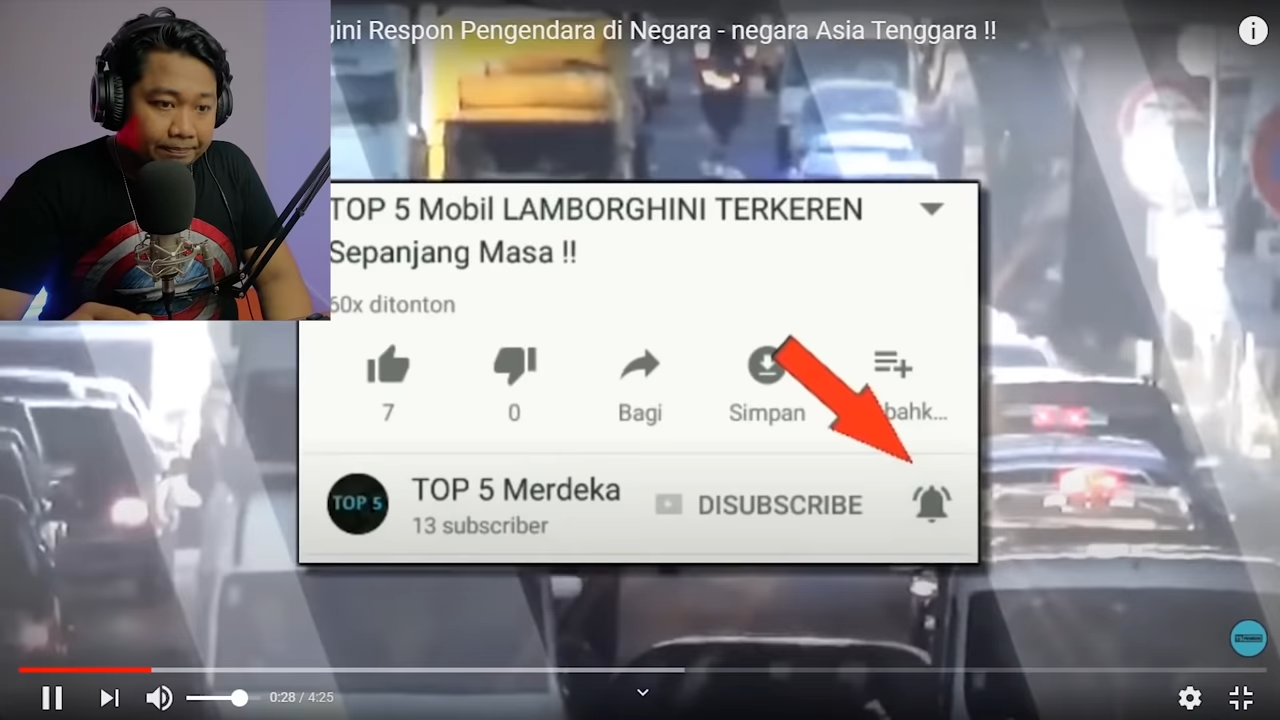 gini Respon Pengendara di Negara - negara Asia Tenggara !!
TOP 5 Mobil LAMBORGHINI TERKEREN
Sepanjang Masa !!
60x ditonton
7
0
Bagi
Simpan
bahk...
TOP 5
TOP 5 Merdeka
13 subscriber
DISUBSCRIBE
0:28 / 4:25